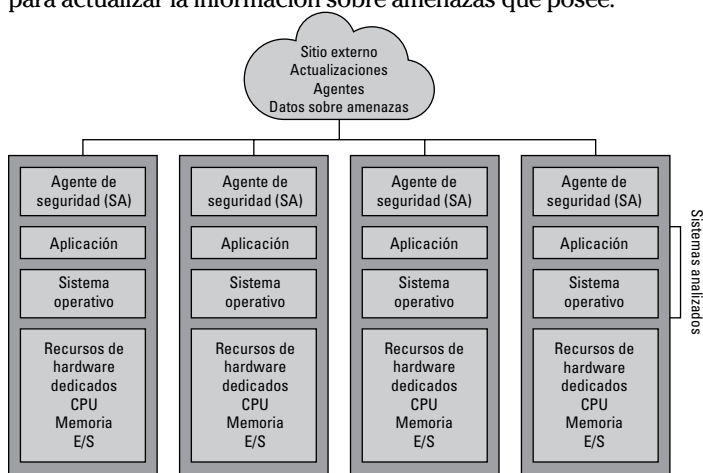 para actualizar la información sobre amenazas que posee.
Sitio externo
Actualizaciones
Agentes
Datos sobre amenazas
Agente de
seguridad (SA)
Aplicación
Sistema
operativo
Recursos de
hardware
dedicados
CPU
Memoria
E/S
Agente de
seguridad (SA)
Aplicación
Sistema
operativo
Recursos de
hardware
dedicados
CPU
Memoria
E/S
Agente de
seguridad (SA)
Aplicación
Sistema
operativo
Recursos de
hardware
dedicados
CPU
Memoria
E/S
Agente de
seguridad (SA)
Aplicación
Sistema
operativo
Recursos de
hardware
dedicados
CPU
Memoria
E/S
Sistemas analizados